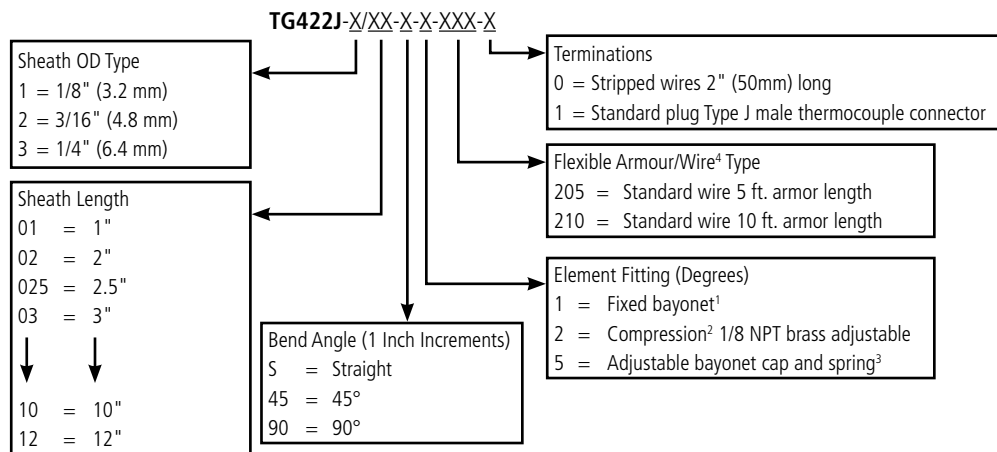 TG422J-X/XX-X-X-XXX-X
Sheath OD Type
1 = 1/8" (3.2 mm)
2 = 3/16" (4.8 mm)
3 = 1/4" (6.4 mm)
Sheath Length
01 = 1"
02 = 2"
025 = 2.5"
03 = 3"
10 = 10"
12 = 12"
Bend Angle (1 Inch Increments)
S = Straight
45 = 45°
90 = 90°
Terminations
0 = Stripped wires 2" (50mm) long
1 = Standard plug Type J male thermocouple connector
Flexible Armour/Wire⁴ Type
205 = Standard wire 5 ft. armor length
210 = Standard wire 10 ft. armor length
Element Fitting (Degrees)
1 = Fixed bayonet¹
2 = Compression² 1/8 NPT brass adjustable
5 = Adjustable bayonet cap and spring³